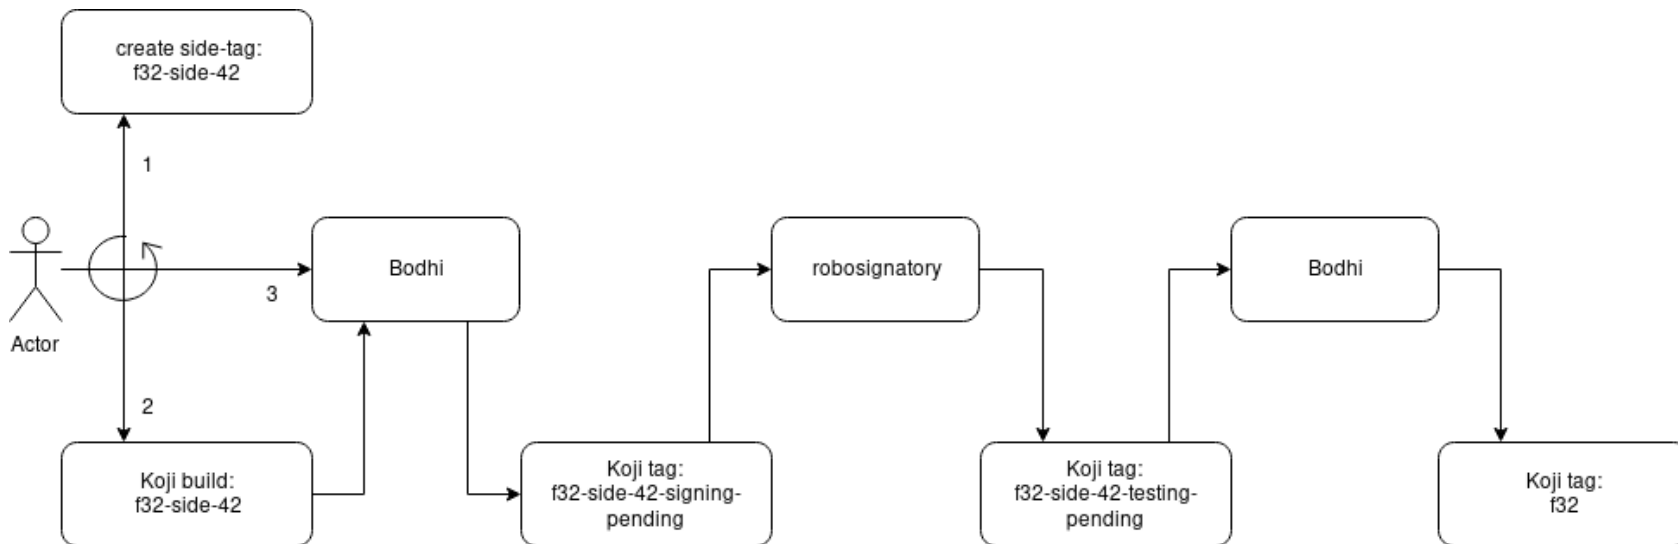 create side-tag:
f32-side-42
1
3
Actor
2
Bodhi
robosignatory
Bodhi
Koji build:
f32-side-42
Koji tag:
f32-side-42-signing-
pending
Koji tag:
f32-side-42-testing-
pending
Koji tag:
f32